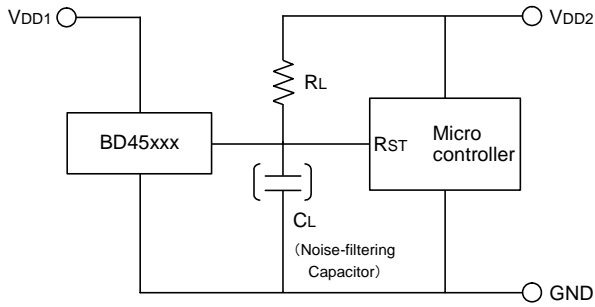 VDD1
VDD2
RL
BD45xxx
RST
Micro
controller
CL
（Noise-filtering
Capacitor）
GND